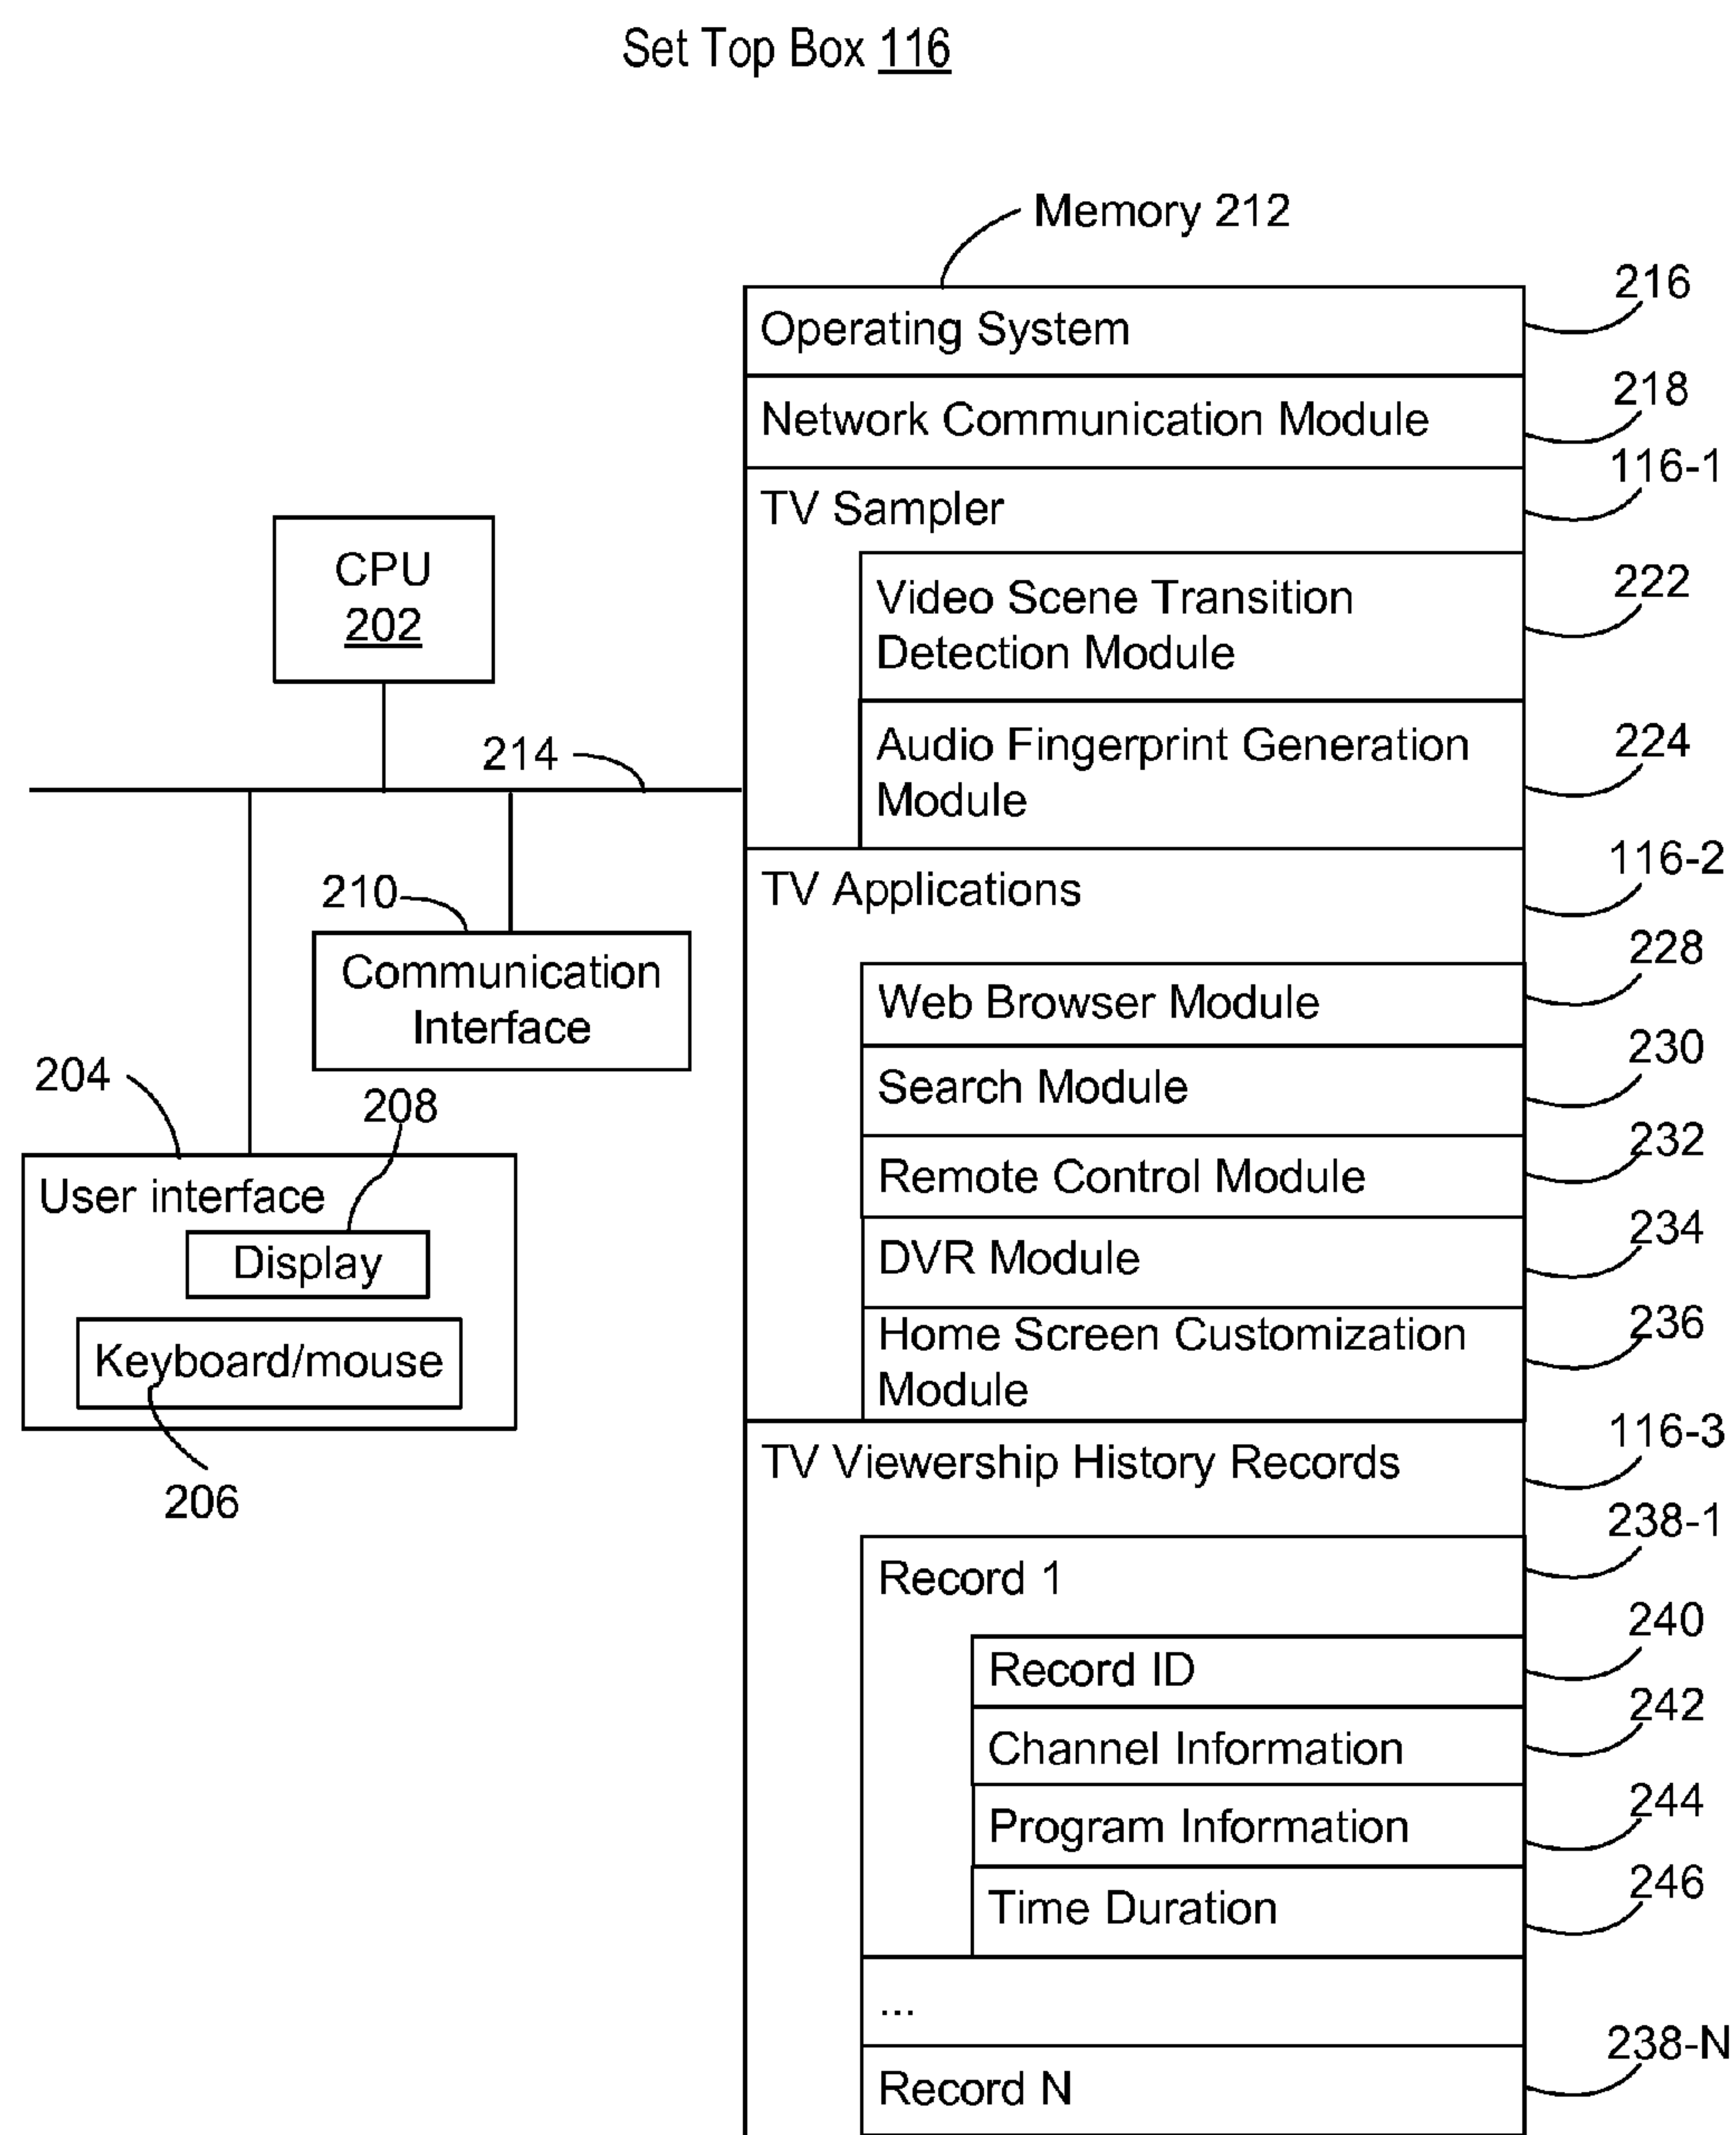 Set Top Box 116
Memory 212
Operating System
216
Network Communication Module
218
TV Sampler
116-1
Video Scene Transition
Detection Module
222
Audio Fingerprint Generation
Module
224
TV Applications
116-2
Web Browser Module
228
Search Module
230
Remote Control Module
232
DVR Module
234
Home Screen Customization
Module
236
TV Viewership History Records
116-3
Record 1
238-1
Record ID
240
Channel Information
242
Program Information
244
Time Duration
246
...
Record N
238-N
CPU
202
214
210
Communication
Interface
204
208
User interface
Display
Keyboard/mouse
206